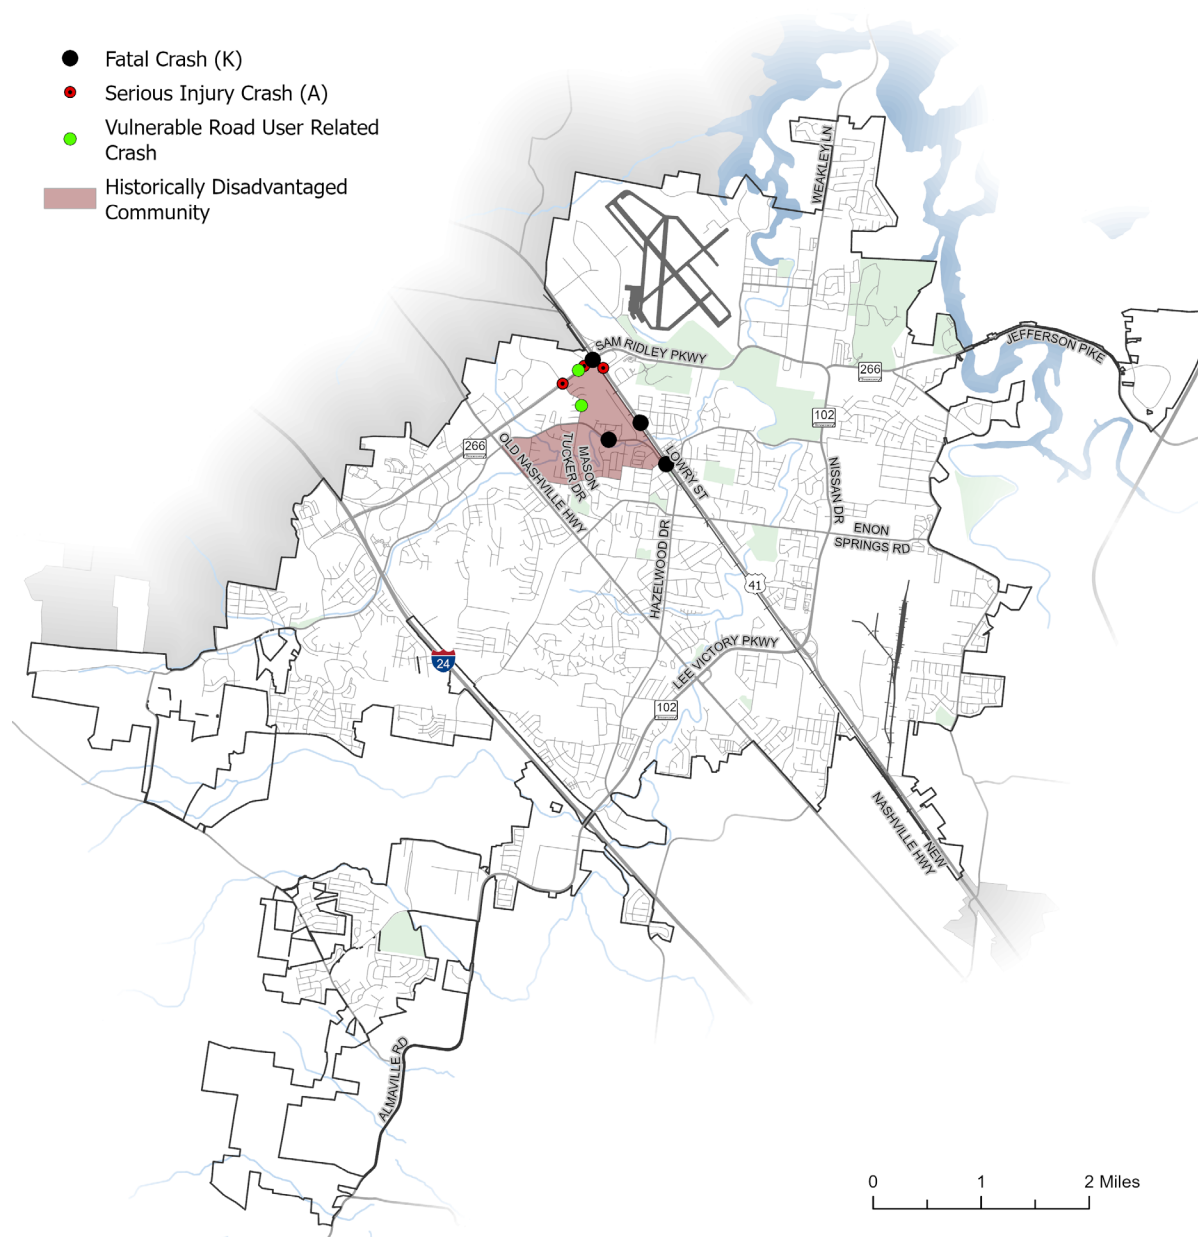 Fatal Crash (K)
Serious Injury Crash (A)
Vulnerable Road User Related
Crash
Historically Disadvantaged
Community
WEAKLEY LN
SAM RIDLEY PKWY
JEFFERSON PIKE
266
102
266
OLD NASHVILLE HWY
MASON
TUCKER DR
LOWRY ST
NISSAN DR
ENON
SPRINGS RD
HAZELWOOD DR
41
LEE VICTORY PKWY
24
102
NEW
NASHVILLE HWY
ALMAVILLE RD
0 1 2 Miles